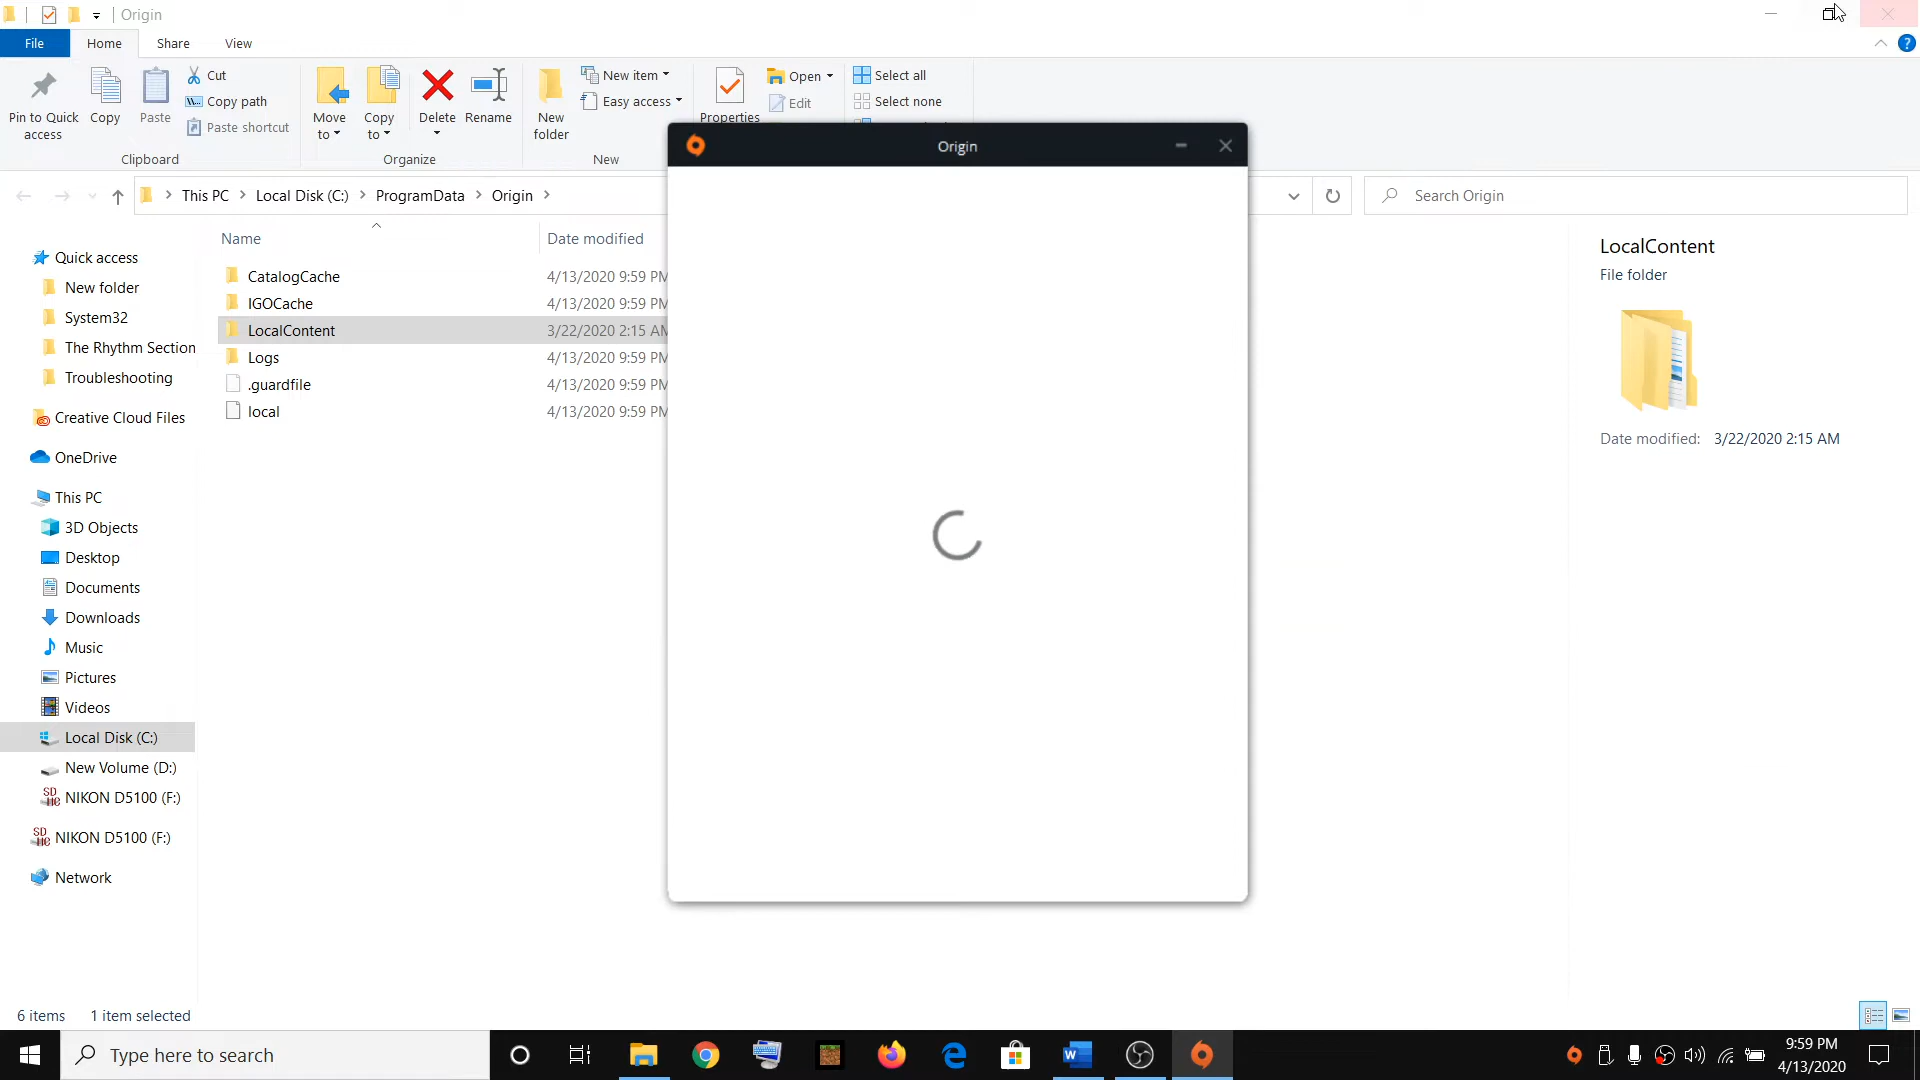 Origin
File
Home
Share
View
Pin to Quick access
Copy
Paste
Cut
Copy path
Paste shortcut
Clipboard
Move to
Copy to
Delete
Rename
Organize
New folder
New item
Easy access
New
Properties
Open
Edit
Select all
Select none
This PC
Local Disk (C:)
ProgramData
Origin
Search Origin
Name
Date modified
CatalogCache 4/13/2020 9:59 PM
IGOCache 4/13/2020 9:59 PM
LocalContent 3/22/2020 2:15 AM
Logs 4/13/2020 9:59 PM
.guardfile 4/13/2020 9:59 PM
local 4/13/2020 9:59 PM
Quick access
New folder
System32
The Rhythm Section
Troubleshooting
Creative Cloud Files
OneDrive
This PC
3D Objects
Desktop
Documents
Downloads
Music
Pictures
Videos
Local Disk (C:)
New Volume (D:)
NIKON D5100 (F:)
NIKON D5100 (F:)
Network
Origin
LocalContent
File folder
Date modified: 3/22/2020 2:15 AM
6 items
1 item selected
Type here to search
9:59 PM
4/13/2020